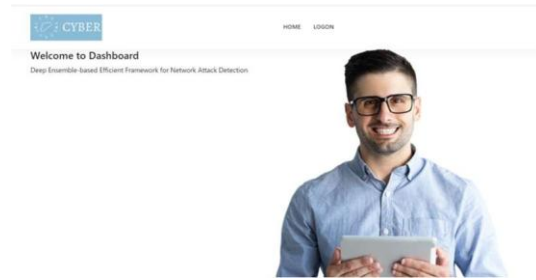 CYBER
HOME LOGON
Welcome to Dashboard
Deep Ensemble-based Efficient Framework for Network Attack Detection